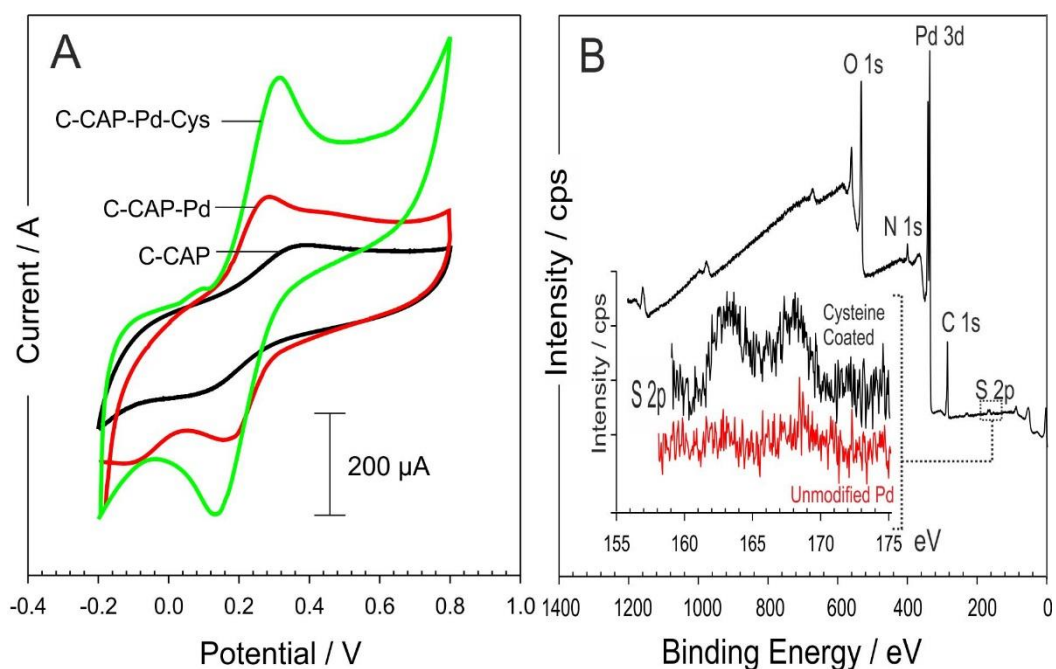 A
C-CAP-Pd-Cys
C-CAP-Pd
C-CAP
200 µA
Current / A
-0.4 -0.2 0.0 0.2 0.4 0.6 0.8 1.0
Potential / V
B
Pd 3d
O 1s
N 1s
C 1s
S 2p
Intensity / cps
Intensity / cps
Cysteine
Coated
S 2p
Unmodified Pd
155 160 165 170 175 eV
1400 1200 1000 800 600 400 200 0
Binding Energy / eV